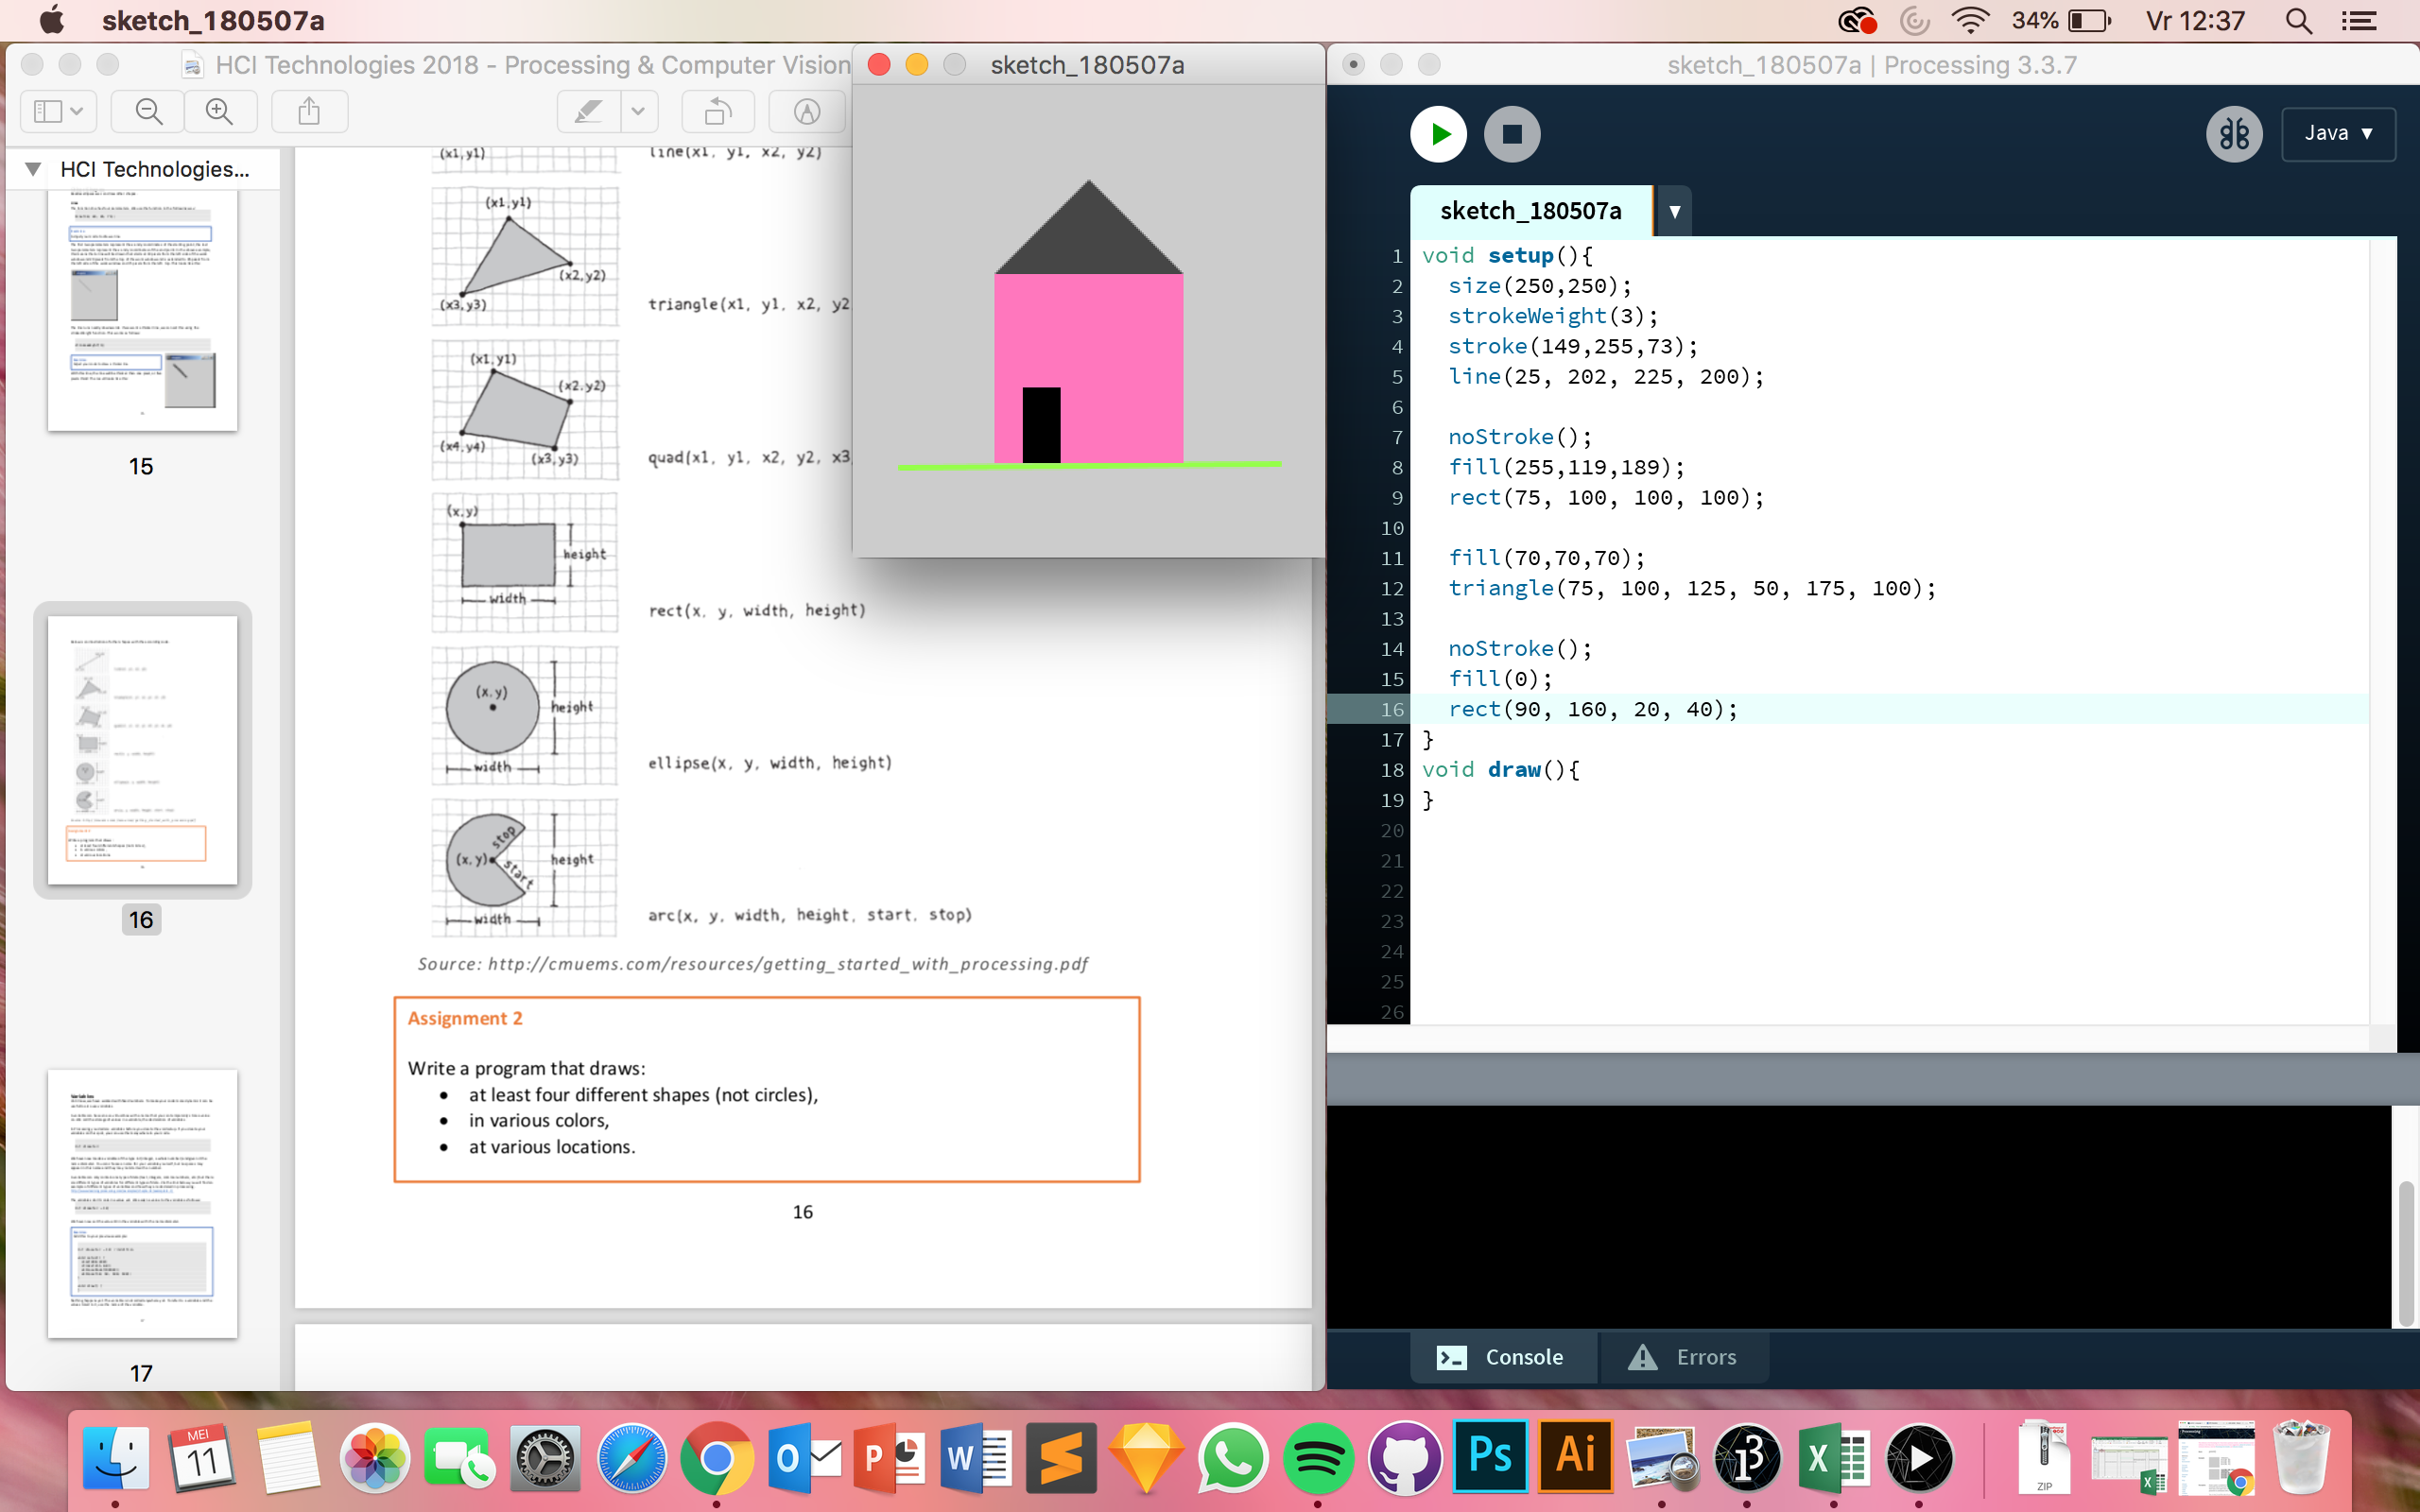 sketch_180507a
34%
Vr 12:37
HCI Technologies 2018 - Processing & Computer Vision
HCI Technologies...
15
16
17
(x1,y1)
line(x1, y1, x2, y2)
(x1,y1)
(x2,y2)
(x3,y3)
triangle(x1, y1, x2, y2
(x1,y1)
(x2.y2)
(x4,y4)
(x3,y3)
quad(x1, y1, x2, y2, x3
(x,y)
height
width
rect(x, y, width, height)
(x,y)
height
width
ellipse(x, y, width, height)
stop
(x,y)
start
height
width
arc(x, y, width, height, start, stop)
Source: http://cmuems.com/resources/getting_started_with_processing.pdf
Assignment 2
Write a program that draws:
• at least four different shapes (not circles),
• in various colors,
• at various locations.
16
sketch_180507a
sketch_180507a | Processing 3.3.7
Java ▼
sketch_180507a
▼
1 void setup(){
2 size(250,250);
3 strokeWeight(3);
4 stroke(149,255,73);
5 line(25, 202, 225, 200);
6
7 noStroke();
8 fill(255,119,189);
9 rect(75, 100, 100, 100);
10
11 fill(70,70,70);
12 triangle(75, 100, 125, 50, 175, 100);
13
14 noStroke();
15 fill(0);
16 rect(90, 160, 20, 40);
17 }
18 void draw(){
19 }
20
21
22
23
24
25
26
Console
Errors
MEI
11
O
P
W
Ps
Ai
13
X
ZIP